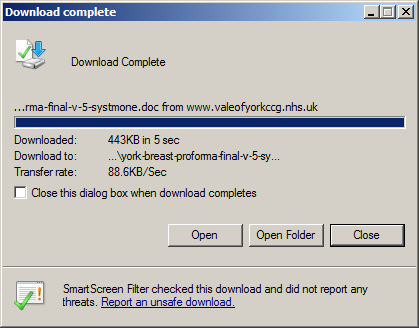 Download complete
Download Complete
...rma-final-v-5-systmone.doc from www.valeofyorkccg.nhs.uk
Downloaded: 443KB in 5 sec
Download to: ...\york-breast-proforma-final-v-5-sy...
Transfer rate: 88.6KB/Sec
Close this dialog box when download completes
Open Open Folder Close
SmartScreen Filter checked this download and did not report any
threats. Report an unsafe download.